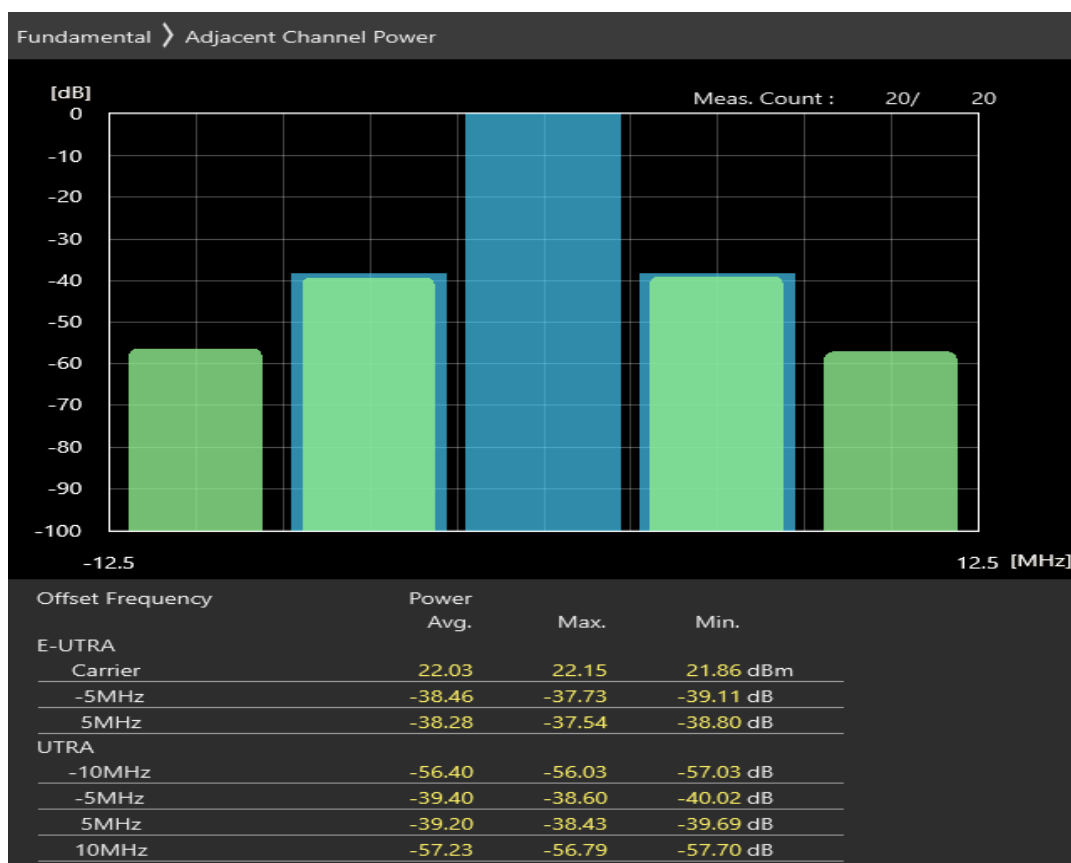 Fundamental ❯ Adjacent Channel Power
[dB]
Meas. Count : 20/ 20
0
-10
-20
-30
-40
-50
-60
-70
-80
-90
-100
-12.5 12.5 [MHz]
Offset Frequency Power
Avg. Max. Min.
E-UTRA
Carrier 22.03 22.15 21.86 dBm
-5MHz -38.46 -37.73 -39.11 dB
5MHz -38.28 -37.54 -38.80 dB
UTRA
-10MHz -56.40 -56.03 -57.03 dB
-5MHz -39.40 -38.60 -40.02 dB
5MHz -39.20 -38.43 -39.69 dB
10MHz -57.23 -56.79 -57.70 dB